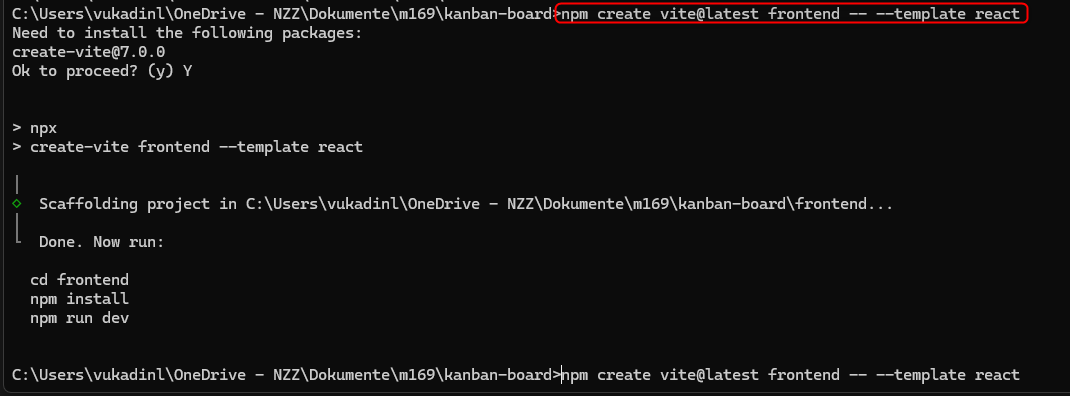 C:\Users\vukadinl\OneDrive - NZZ\Dokumente\m169\kanban-board>npm create vite@latest frontend -- --template react
Need to install the following packages:
create-vite@7.0.0
Ok to proceed? (y) Y
> npx
> create-vite frontend --template react
Scaffolding project in C:\Users\vukadinl\OneDrive - NZZ\Dokumente\m169\kanban-board\frontend...
Done. Now run:
cd frontend
npm install
npm run dev
C:\Users\vukadinl\OneDrive - NZZ\Dokumente\m169\kanban-board>npm create vite@latest frontend -- --template react